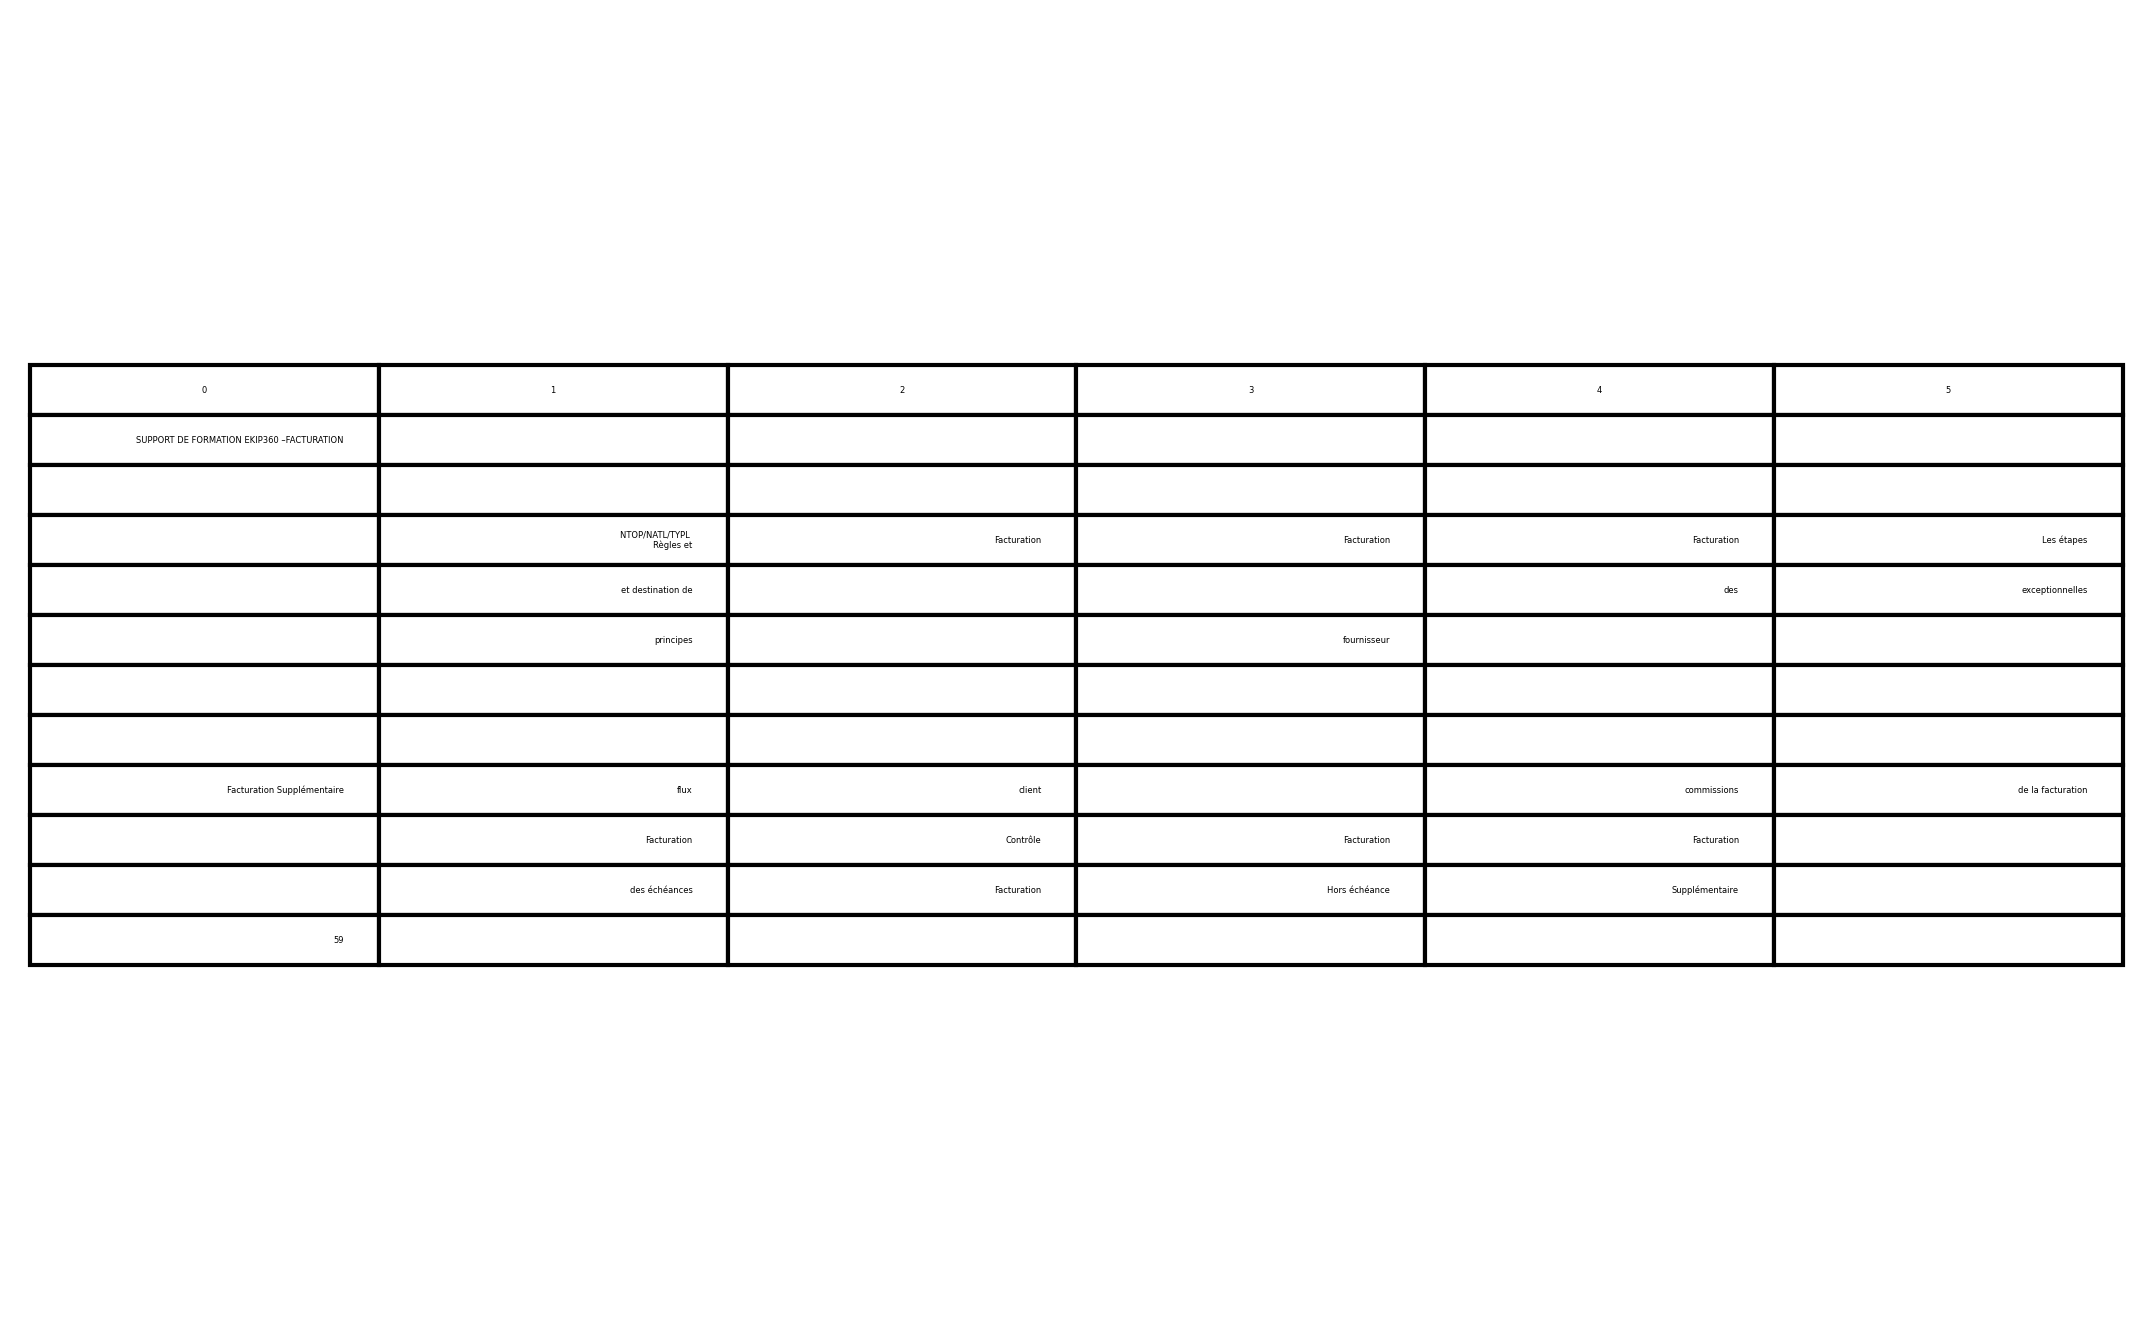 0 1 2 3 4 5
SUPPORT DE FORMATION EKIP360 –FACTURATION
NTOP/NATL/TYPL
Règles et Facturation Facturation Facturation Les étapes
et destination de des exceptionnelles
principes fournisseur
Facturation Supplémentaire flux client commissions de la facturation
Facturation Contrôle Facturation Facturation
des échéances Facturation Hors échéance Supplémentaire
59